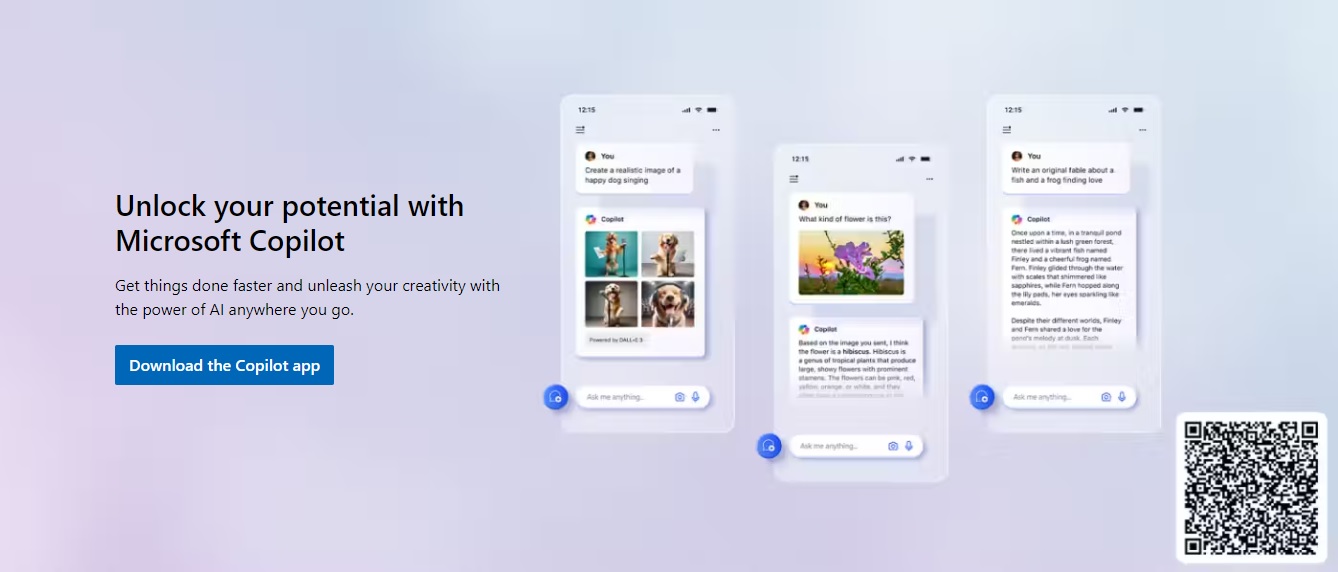 Unlock your potential with
Microsoft Copilot
Get things done faster and unleash your creativity with
the power of AI anywhere you go.
Download the Copilot app
12:15
You
Create a realistic image of a
happy dog singing
Copilot
Powered by DALL•E 3
Ask me anything...
12:15
You
What kind of flower is this?
Copilot
Based on the image you sent, I think
the flower is a hibiscus. Hibiscus is
a genus of tropical plants that produce
large, showy flowers with prominent
stamens. The flowers can be pink, red,
yellow, orange, or white, and they
Ask me anything...
12:15
You
Write an original fable about a
fish and a frog finding love
Copilot
Once upon a time, in a tranquil pond
nestled within a lush green forest,
there lived a vibrant fish named
Finley and a cheerful frog named
Fern. Finley glided through the water
with scales that shimmered like
sapphires, while Fern hopped along
the lily pads, her eyes sparkling like
emeralds.
Despite their different worlds, Finley
and Fern shared a love for the
pond's melody at dusk. Each
Ask me anything...